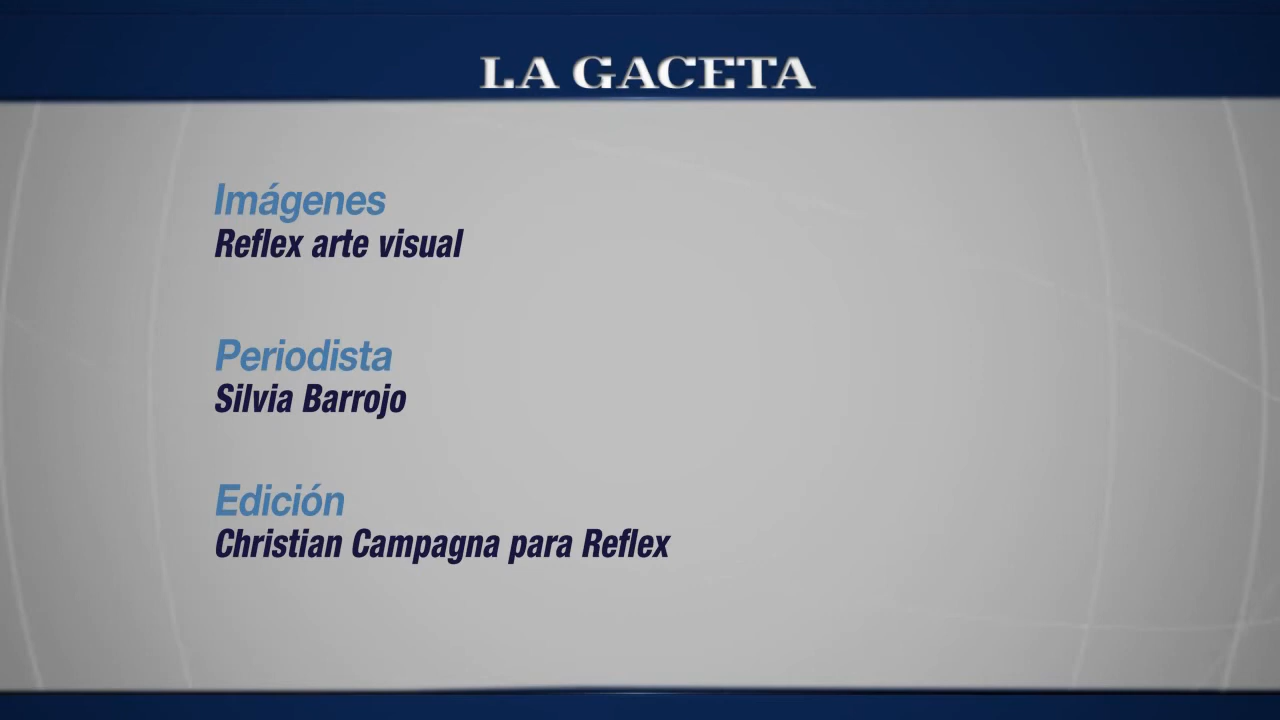 LA GACETA
Imágenes
Reflex arte visual
Periodista
Silvia Barrojo
Edición
Christian Campagna para Reflex